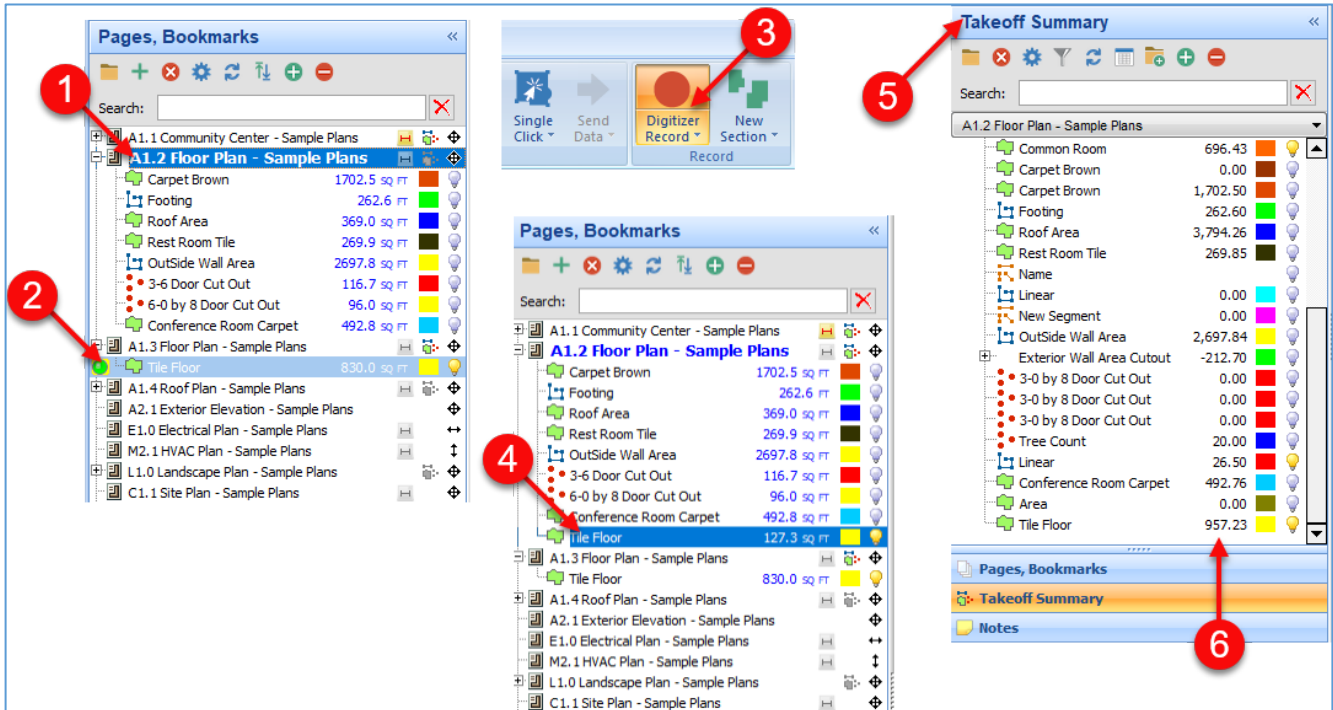 Pages, Bookmarks
1
Search:
A1.1 Community Center - Sample Plans
A1.2 Floor Plan - Sample Plans
Carpet Brown 1702.5 SQ FT
Footing 262.6 FT
Roof Area 369.0 SQ FT
Rest Room Tile 269.9 SQ FT
OutSide Wall Area 2697.8 SQ FT
2
3-6 Door Cut Out 116.7 SQ FT
6-0 by 8 Door Cut Out 96.0 SQ FT
Conference Room Carpet 492.8 SQ FT
A1.3 Floor Plan - Sample Plans
Tile Floor 830.0 SQ FT
A1.4 Roof Plan - Sample Plans
A2.1 Exterior Elevation - Sample Plans
E1.0 Electrical Plan - Sample Plans
M2.1 HVAC Plan - Sample Plans
L1.0 Landscape Plan - Sample Plans
C1.1 Site Plan - Sample Plans
3
Single Click
Send Data
Digitizer Record
New Section
Record
Pages, Bookmarks
Search:
A1.1 Community Center - Sample Plans
A1.2 Floor Plan - Sample Plans
Carpet Brown 1702.5 SQ FT
Footing 262.6 FT
Roof Area 369.0 SQ FT
Rest Room Tile 269.9 SQ FT
4
OutSide Wall Area 2697.8 SQ FT
3-6 Door Cut Out 116.7 SQ FT
6-0 by 8 Door Cut Out 96.0 SQ FT
Conference Room Carpet 492.8 SQ FT
Tile Floor 127.3 SQ FT
A1.3 Floor Plan - Sample Plans
Tile Floor 830.0 SQ FT
A1.4 Roof Plan - Sample Plans
A2.1 Exterior Elevation - Sample Plans
E1.0 Electrical Plan - Sample Plans
M2.1 HVAC Plan - Sample Plans
L1.0 Landscape Plan - Sample Plans
C1.1 Site Plan - Sample Plans
Takeoff Summary
5
Search:
A1.2 Floor Plan - Sample Plans
Common Room 696.43
Carpet Brown 0.00
Carpet Brown 1,702.50
Footing 262.60
Roof Area 3,794.26
Rest Room Tile 269.85
Name
Linear 0.00
New Segment 0.00
OutSide Wall Area 2,697.84
Exterior Wall Area Cutout -212.70
3-0 by 8 Door Cut Out 0.00
3-0 by 8 Door Cut Out 0.00
3-0 by 8 Door Cut Out 0.00
Tree Count 20.00
Linear 26.50
Conference Room Carpet 492.76
Area 0.00
Tile Floor 957.23
Pages, Bookmarks
Takeoff Summary
Notes
6